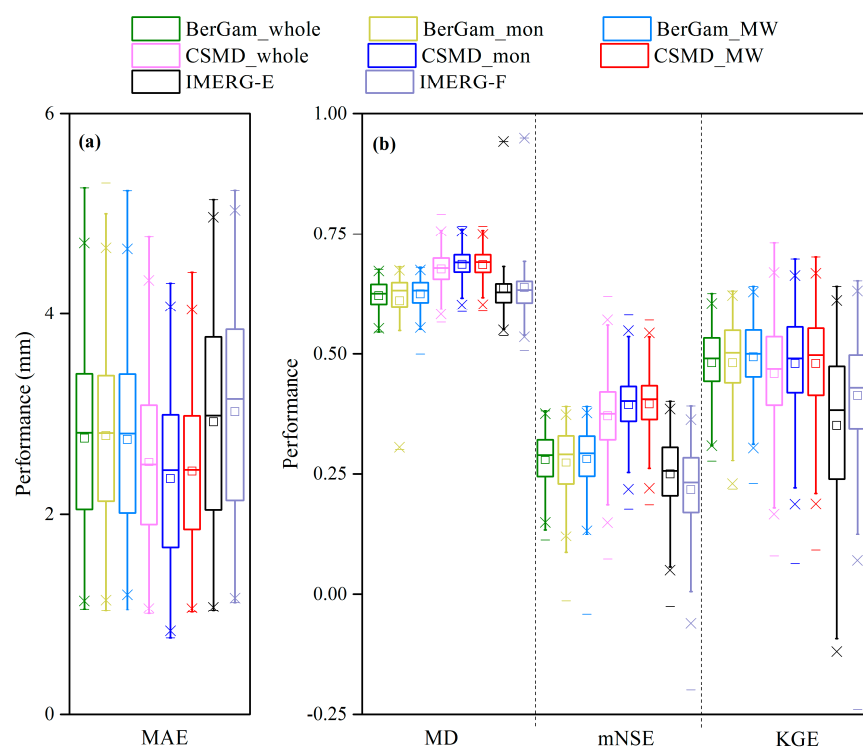 BerGam_whole BerGam_mon BerGam_MW
CSMD_whole CSMD_mon CSMD_MW
IMERG-E IMERG-F
(a)
6
4
2
0
Performance (mm)
MAE
(b)
1.00
0.75
0.50
0.25
0.00
-0.25
Performance
MD mNSE KGE